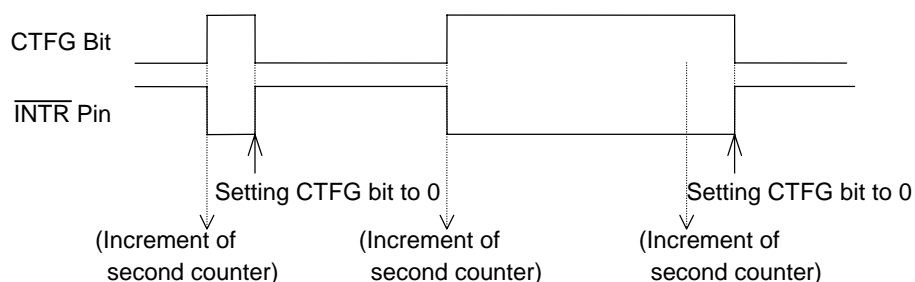 CTFG Bit
INTR Pin
Setting CTFG bit to 0
Setting CTFG bit to 0
(Increment of
second counter)
(Increment of
second counter)
(Increment of
second counter)